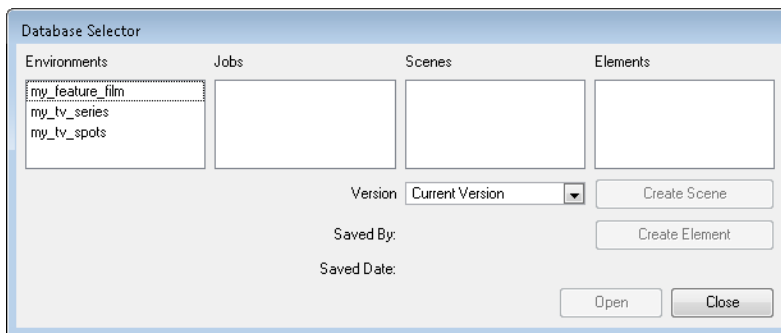 Database Selector
Environments Jobs Scenes Elements
my_feature_film
my_tv_series
my_tv_spots
Version Current Version Create Scene
Saved By: Create Element
Saved Date:
Open Close